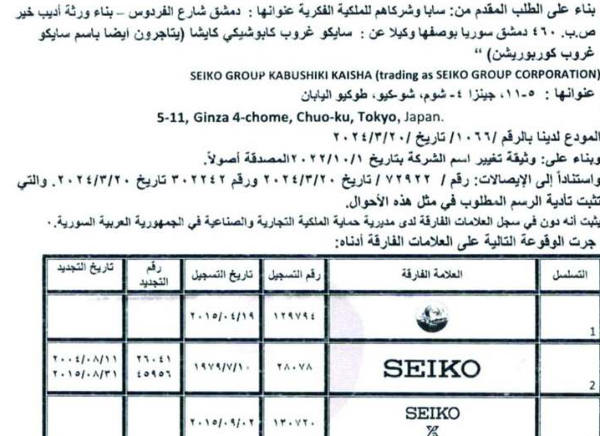 بناء على الطلب المقدم من: سابا وشركاهم للملكية الفكرية عنوانها : دمشق شارع الفردوس – بناء ورثة أديب خير
ص.ب. ٤٦٠ دمشق سوريا بوصفها وكيلا عن : سايكو غروب كابوشيكي كايشا (يتاجرون ايضا باسم سايكو
غروب كوربوريشن) “
SEIKO GROUP KABUSHIKI KAISHA (trading as SEIKO GROUP CORPORATION)
عنوانها : ٥-١١، جينزا ٤- شوم، شو-كيو، طوكيو اليابان
5-11, Ginza 4-chome, Chuo-ku, Tokyo, Japan.
المودع لدينا بالرقم /١٠٦٦/ تاريخ ٢٠٢٤/٣/٢٠/
وبناء على: وثيقة تغيير اسم الشركة بتاريخ ٢٠٢٢/١٠/١المصدقة أصولاً.
واستناداً إلى الإيصالات: رقم / ٧٢٩٢٢ / تاريخ ٢٠٢٤/٣/٢٠ ورقم ٣٠٢٢٤٢ تاريخ ٢٠٢٤/٣/٢٠. والتي
تثبت تأدية الرسم المطلوب في مثل هذه الأحوال.
يثبت أنه دون في سجل العلامات الفارقة لدى مديرية حماية الملكية التجارية والصناعية في الجمهورية العربية السورية.٠
جرت الوقوعة التالية على العلامات الفارقة أدناه:
التسلسل العلامة الفارقة رقم التسجيل تاريخ التسجيل رقم التجديد تاريخ التجديد
1 ١٢٩٧٩٤ ٢٠١٥/٠٤/١٩
2 SEIKO ٢٨٠٧٨ ١٩٧٩/٧/١٠ ٢٦٠٤١ ٢٠٠٤/٠٨/١١
٤٥٩٥٦ ٢٠١٥/٠٨/٣١
SEIKO ١٣٠٧٢٠ ٢٠١٥/٠٩/٠٢